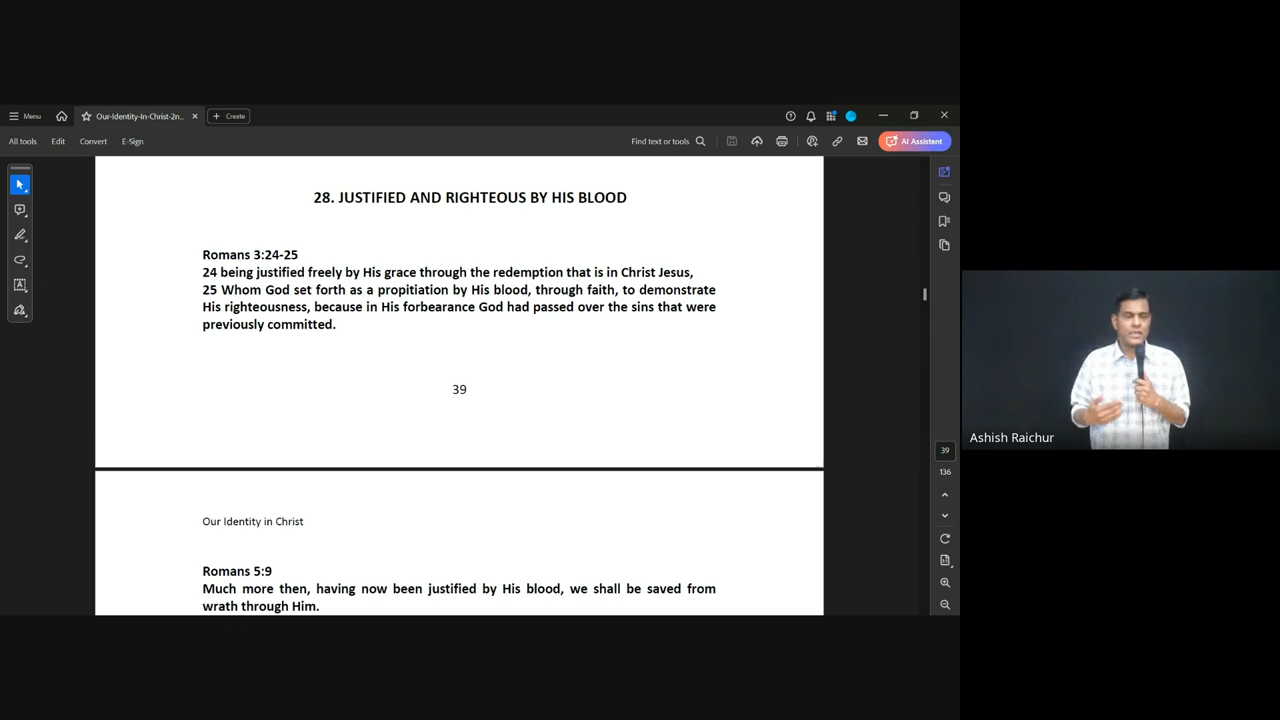 Menu
Our-Identity-In-Christ-2n...
Create
All tools
Edit
Convert
E-Sign
Find text or tools
AI Assistant
28. JUSTIFIED AND RIGHTEOUS BY HIS BLOOD
Romans 3:24-25
24 being justified freely by His grace through the redemption that is in Christ Jesus,
25 Whom God set forth as a propitiation by His blood, through faith, to demonstrate
His righteousness, because in His forbearance God had passed over the sins that were
previously committed.
39
Our Identity in Christ
Romans 5:9
Much more then, having now been justified by His blood, we shall be saved from
wrath through Him.
39
136
Ashish Raichur